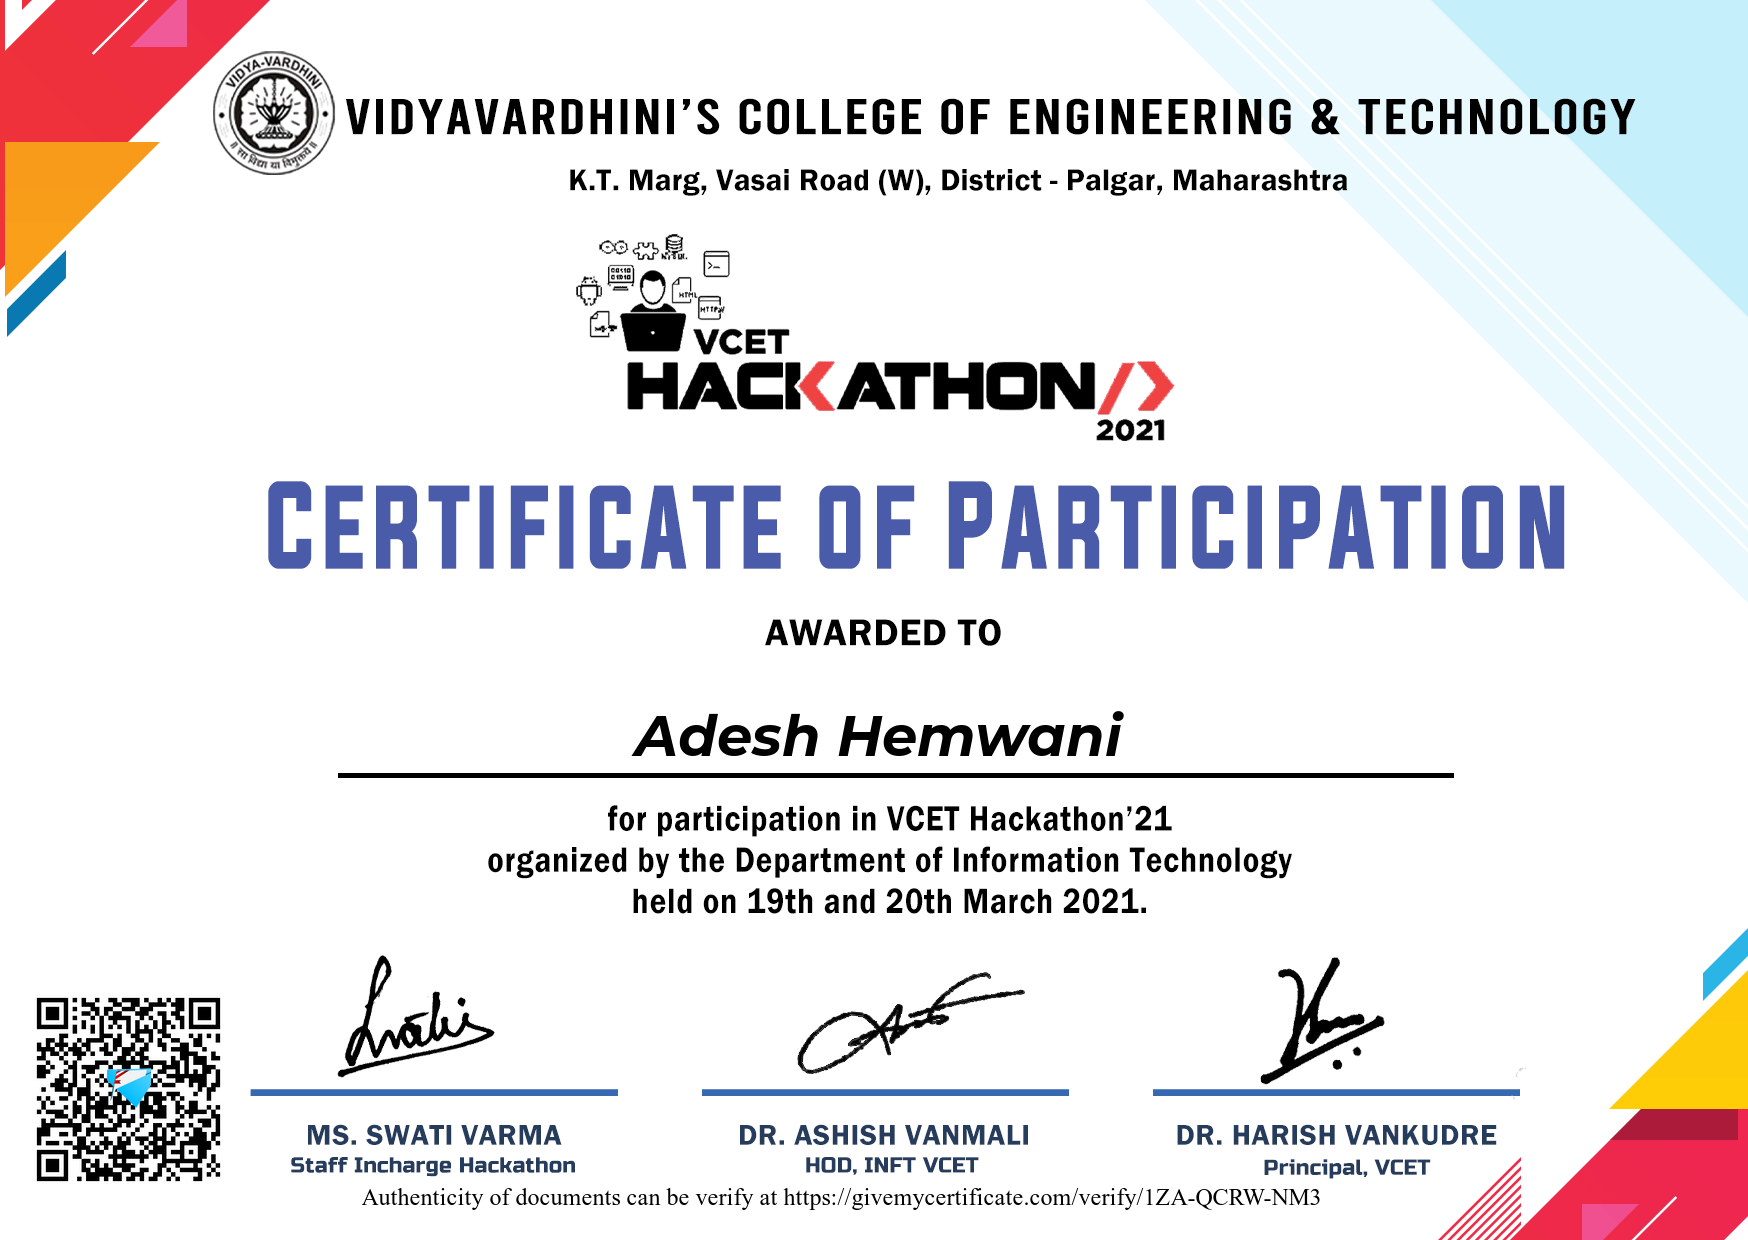 VIDYA-VARDHINI
॥ सा विद्या या विमुक्तये ॥
VIDYAVARDHINI'S COLLEGE OF ENGINEERING & TECHNOLOGY
K.T. Marg, Vasai Road (W), District - Palgar, Maharashtra
HTML
VCET
HACKATHON
2021
CERTIFICATE OF PARTICIPATION
AWARDED TO
Adesh Hemwani
for participation in VCET Hackathon’21
organized by the Department of Information Technology
held on 19th and 20th March 2021.
MS. SWATI VARMA
Staff Incharge Hackathon
DR. ASHISH VANMALI
HOD, INFT VCET
DR. HARISH VANKUDRE
Principal, VCET
Authenticity of documents can be verify at https://givemycertificate.com/verify/1ZA-QCRW-NM3